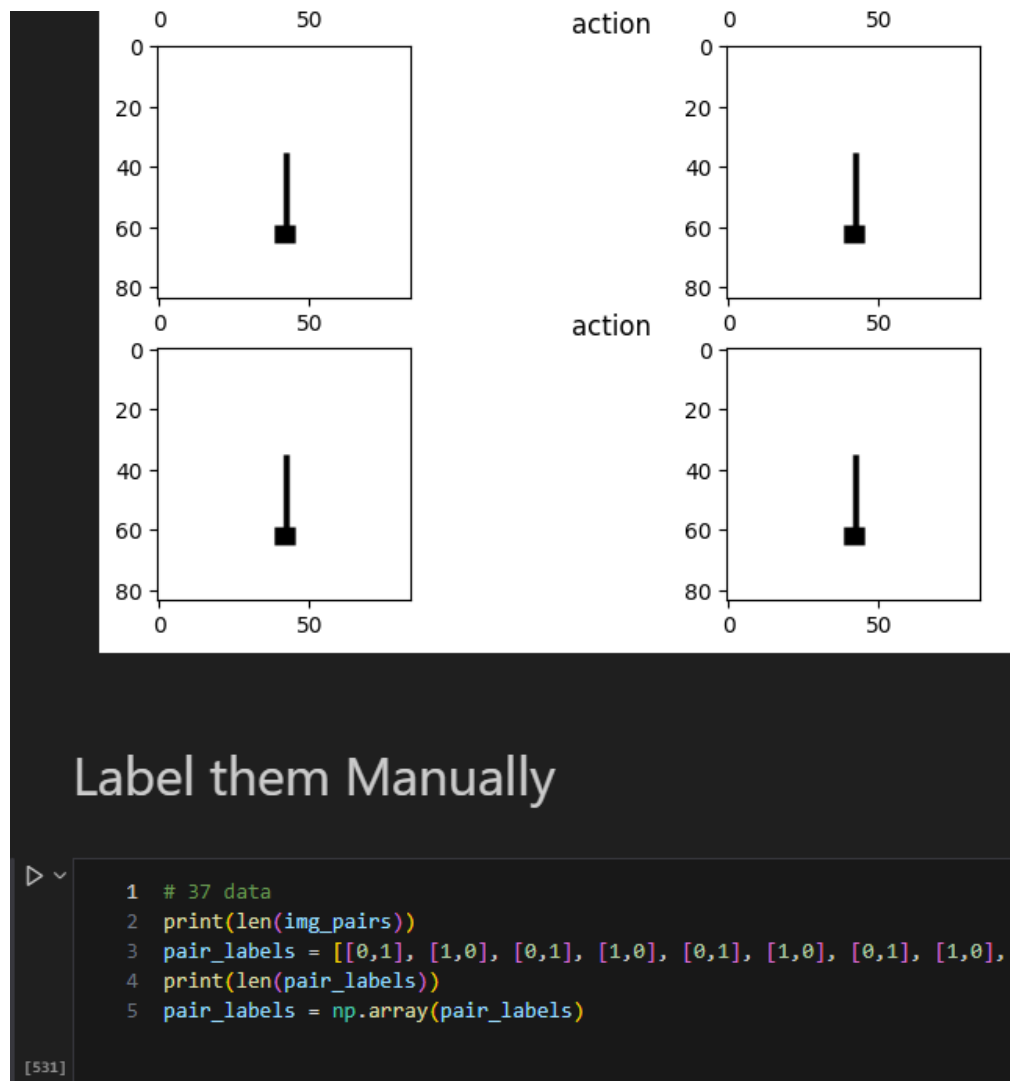 0 50 action 0 50
0 0
20 20
40 40
60 60
80 80
0 50 action 0 50
0 0
20 20
40 40
60 60
80 80
0 50 0 50
Label them Manually
1 # 37 data
2 print(len(img_pairs))
3 pair_labels = [[0,1], [1,0], [0,1], [1,0], [0,1], [1,0], [0,1], [1,0],
4 print(len(pair_labels))
5 pair_labels = np.array(pair_labels)
[531]